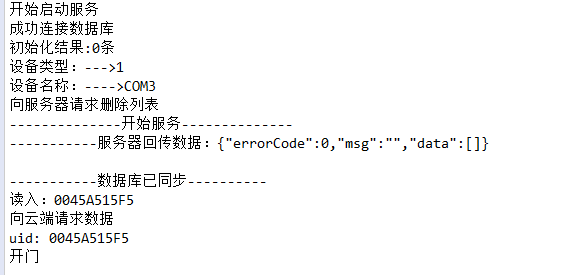 开始启动服务
成功连接数据库
初始化结果:0条
设备类型: --->1
设备名称: ---->COM3
向服务器请求删除列表
--------------开始服务--------------
-----------服务器回传数据: {"errorCode":0,"msg":"","data":[]}
-----------数据库已同步----------
读入: 0045A515F5
向云端请求数据
uid: 0045A515F5
开门